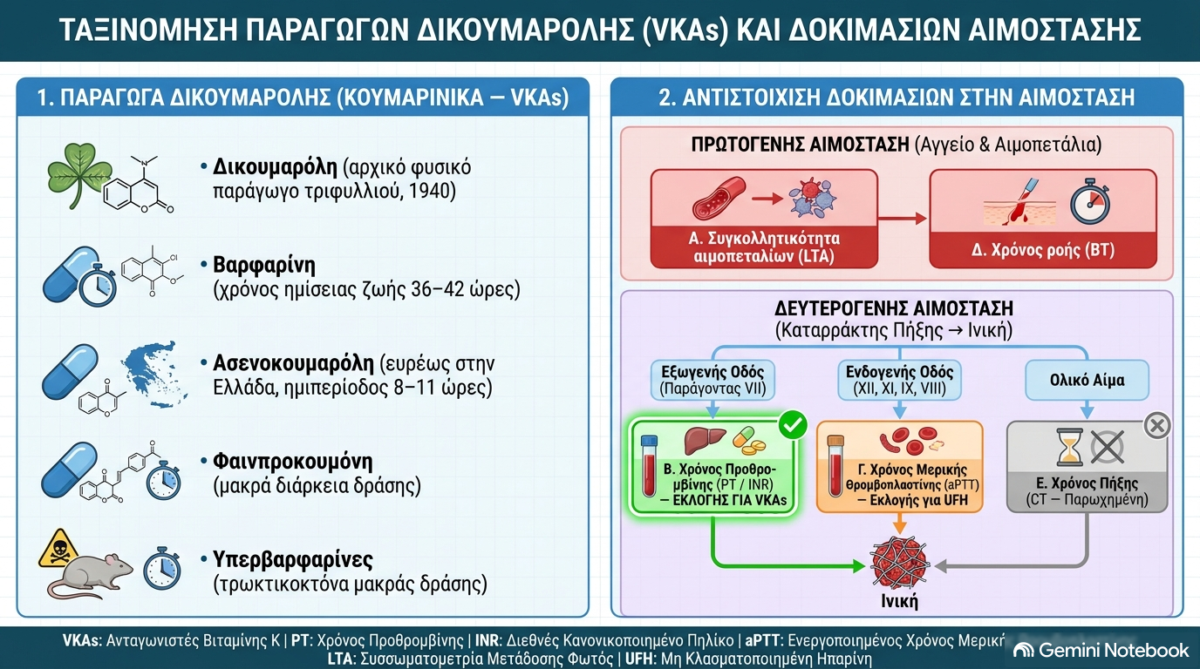 ΤΑΞΙΝΟΜΗΣΗ ΠΑΡΑΓΩΓΩΝ ΔΙΚΟΥΜΑΡΟΛΗΣ (VKAs) ΚΑΙ ΔΟΚΙΜΑΣΙΩΝ ΑΙΜΟΣΤΑΣΗΣ
1. ΠΑΡΑΓΩΓΑ ΔΙΚΟΥΜΑΡΟΛΗΣ (ΚΟΥΜΑΡΙΝΙΚΑ — VKAs)
• Δικουμαρόλη (αρχικό φυσικό
παράγωγο τριφυλλιού, 1940)
• Βαρφαρίνη
(χρόνος ημίσειας ζωής 36–42 ώρες)
• Ασενοκουμαρόλη (ευρέως στην
Ελλάδα, ημιπερίοδος 8–11 ώρες)
• Φαινπροκουμόνη
(μακρά διάρκεια δράσης)
• Υπερβαρφαρίνες
(τρωκτικοκτόνα μακράς δράσης)
2. ΑΝΤΙΣΤΟΙΧΙΣΗ ΔΟΚΙΜΑΣΙΩΝ ΣΤΗΝ ΑΙΜΟΣΤΑΣΗ
ΠΡΩΤΟΓΕΝΗΣ ΑΙΜΟΣΤΑΣΗ (Αγγείο & Αιμοπετάλια)
Α. Συγκολλητικότητα
αιμοπεταλίων (LTA)
Δ. Χρόνος ροής (BT)
ΔΕΥΤΕΡΟΓΕΝΗΣ ΑΙΜΟΣΤΑΣΗ
(Καταρράκτης Πήξης → Ινική)
Εξωγενής Οδός
(Παράγοντας VII)
Ενδογενής Οδός
(XII, XI, IX, VIII)
Ολικό Αίμα
Β. Χρόνος Προθρο-
μβίνης (PT / INR)
— ΕΚΛΟΓΗΣ ΓΙΑ VKAs
Γ. Χρόνος Μερικής
Θρομβοπλαστίνης (aPTT)
— Εκλογής για UFH
Ε. Χρόνος Πήξης
(CT — Παρωχημένη)
Ινική
VKAs: Ανταγωνιστές Βιταμίνης Κ | PT: Χρόνος Προθρομβίνης | INR: Διεθνές Κανονικοποιημένο Πηλίκο | aPTT: Ενεργοποιημένος Χρόνος Μερικής
LTA: Συσσωματομετρία Μετάδοσης Φωτός | UFH: Μη Κλασματοποιημένη Ηπαρίνη
Gemini Notebook